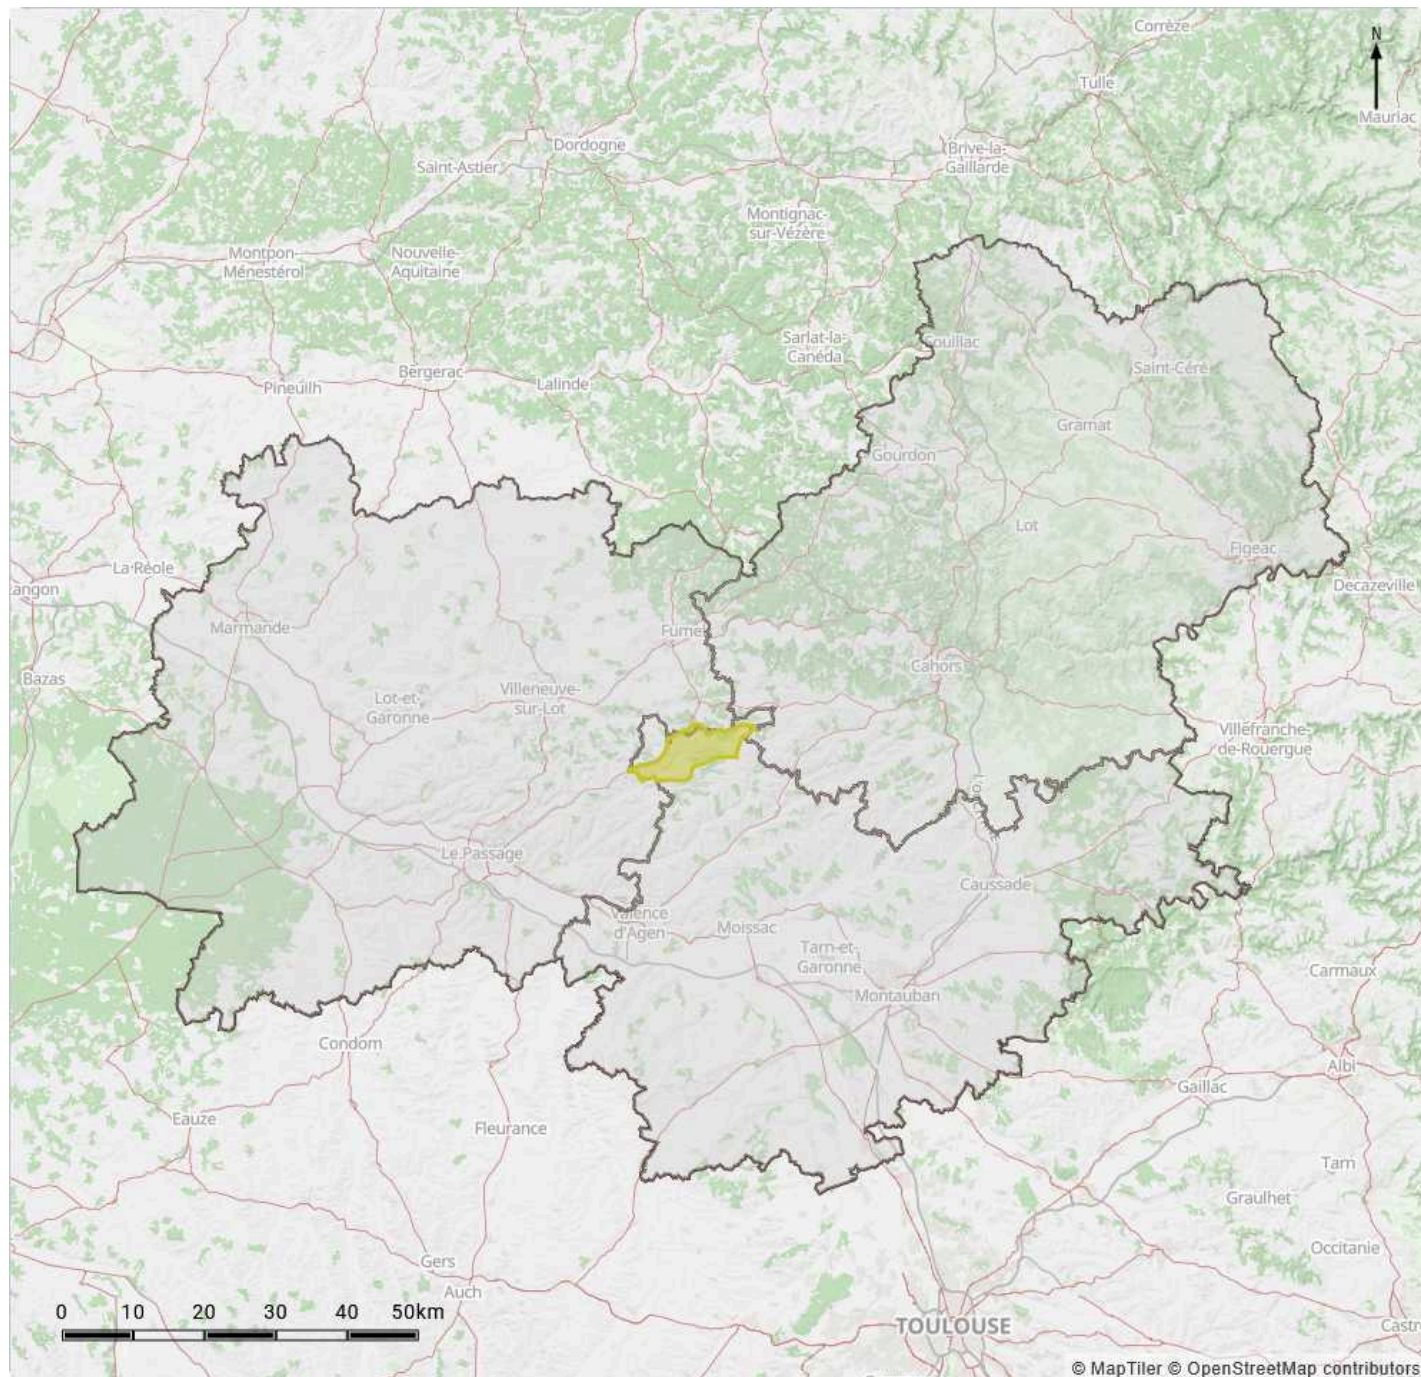 Corrèze
N
Tulle
Mauriac
Dordogne
Saint-Astier
Brive-la-
Gaillarde
Montignac-
sur-Vézère
Montpon-
Ménestérol
Nouvelle-
Aquitaine
Sarlat-la-
Canéda
Souillac
Saint-Céré
Bergerac
Lalinde
Pineuilh
Gramat
Gourdon
Lot
Figeac
La Réole
Langon
Decazeville
Marmande
Fumel
Cahors
Bazas
Lot-et-
Garonne
Villeneuve-
sur-Lot
Villefranche-
de-Rouergue
Le Passage
Caussade
Valence
d'Agen
Moissac
Tarn-et-
Garonne
Carmaux
Montauban
Condom
Albi
Gaillac
Eauze
Fleurance
Tarn
Graulhet
Occitanie
Gers
Auch
0 10 20 30 40 50km
TOULOUSE
Castr
© MapTiler © OpenStreetMap contributors